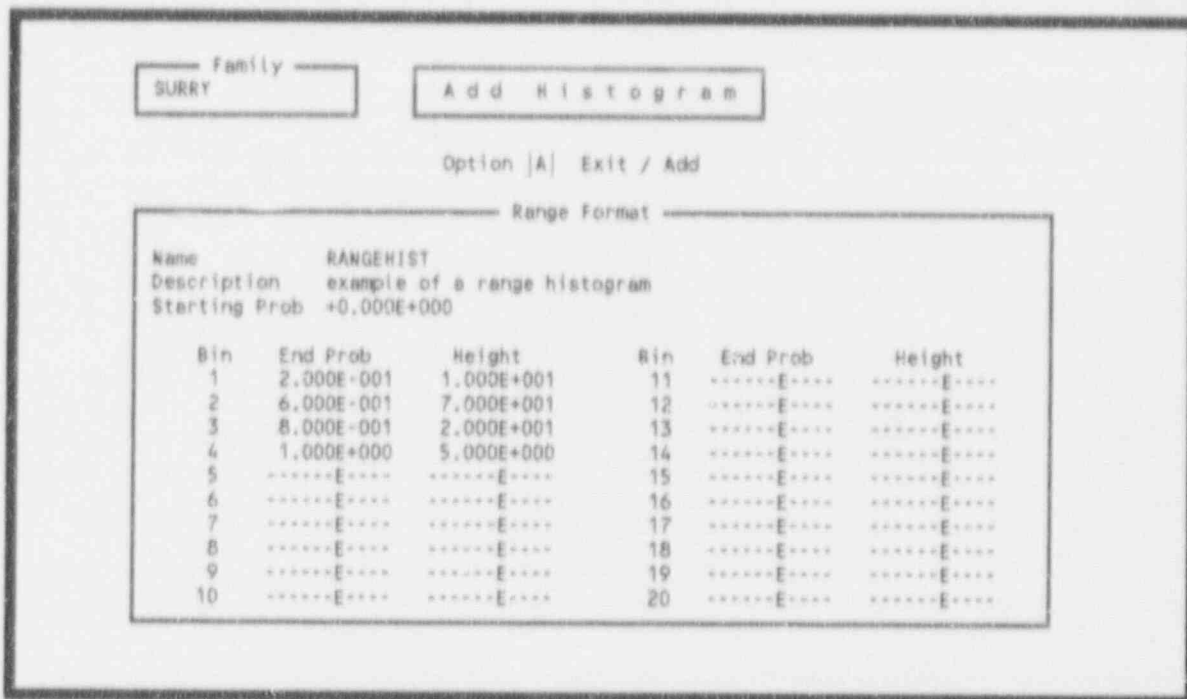 Family
SURRY
Add Histogram
Option |A| Exit / Add
Range Format
Name RANGEHIST
Description example of a range histogram
Starting Prob +0.000E+000
Bin End Prob Height Bin End Prob Height
1 2.000E-001 1.000E+001 11 ------E---- ------E----
2 6.000E-001 7.000E+001 12 ------E---- ------E----
3 8.000E-001 2.000E+001 13 ------E---- ------E----
4 1.000E+000 5.000E+000 14 ------E---- ------E----
5 ------E---- ------E---- 15 ------E---- ------E----
6 ------E---- ------E---- 16 ------E---- ------E----
7 ------E---- ------E---- 17 ------E---- ------E----
8 ------E---- ------E---- 18 ------E---- ------E----
9 ------E---- ------E---- 19 ------E---- ------E----
10 ------E---- ------E---- 20 ------E---- ------E----